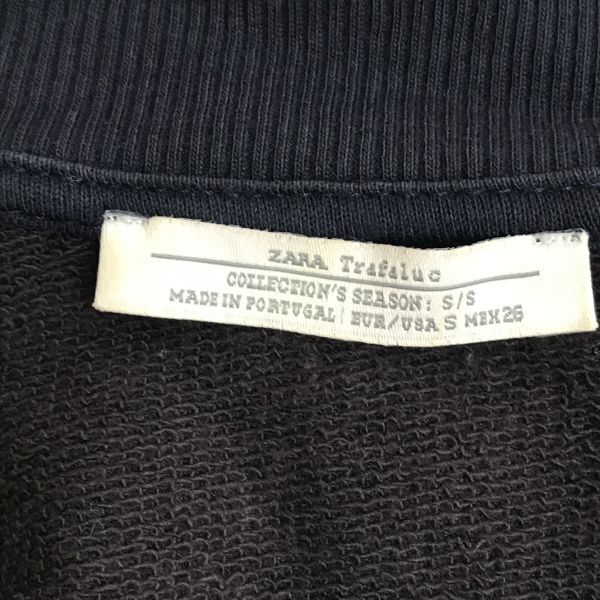 ZARA Trafaluc
COLLECTION'S SEASON: S/S
MADE IN PORTUGAL | EUR/USA S MEX 26